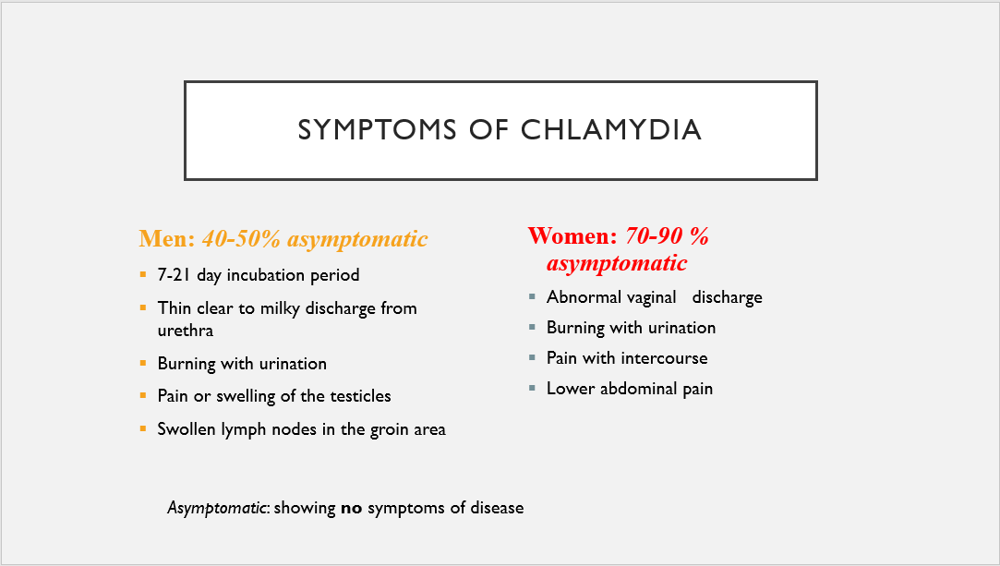 SYMPTOMS OF CHLAMYDIA
Men: 40-50% asymptomatic
7-21 day incubation period
Thin clear to milky discharge from
urethra
Burning with urination
Pain or swelling of the testicles
Swollen lymph nodes in the groin area
Women: 70-90 %
asymptomatic
Abnormal vaginal   discharge
Burning with urination
Pain with intercourse
Lower abdominal pain
Asymptomatic: showing no symptoms of disease